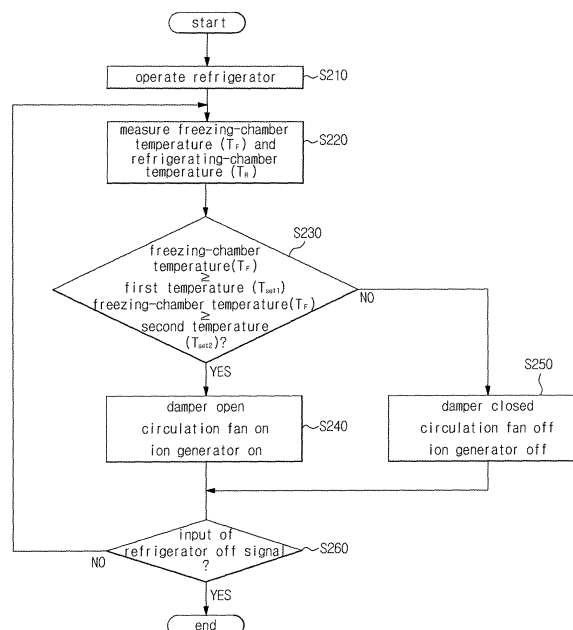 start
operate refrigerator
S210
measure freezing-chamber
temperature (TF) and
refrigerating-chamber
temperature (TR)
S220
S230
freezing-chamber
temperature(TF)
≥
first temperature (Tset1)
freezing-chamber temperature(TF)
≥
second temperature
(Tset2)?
NO
YES
S250
damper open
circulation fan on
ion generator on
S240
damper closed
circulation fan off
ion generator off
input of
refrigerator off signal
?
S260
NO
YES
end